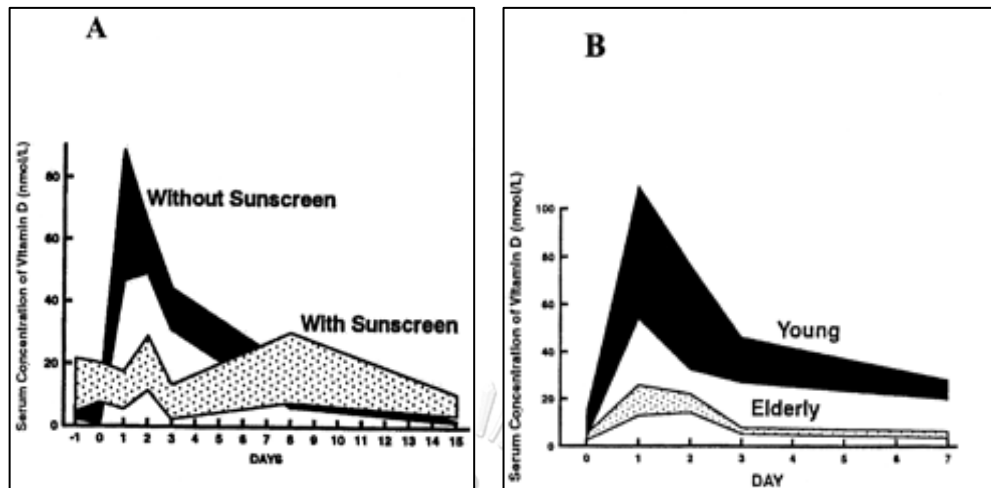 A
Serum Concentration of Vitamin D (nmol/L)
80
60
40
20
0
Without Sunscreen
With Sunscreen
-1 0 1 2 3 4 5 6 7 8 9 10 11 12 13 14 15
DAYS
B
Serum Concentration of Vitamin D (nmol/L)
100
80
60
40
20
0
Young
Elderly
0 1 2 3 4 5 6 7
DAY